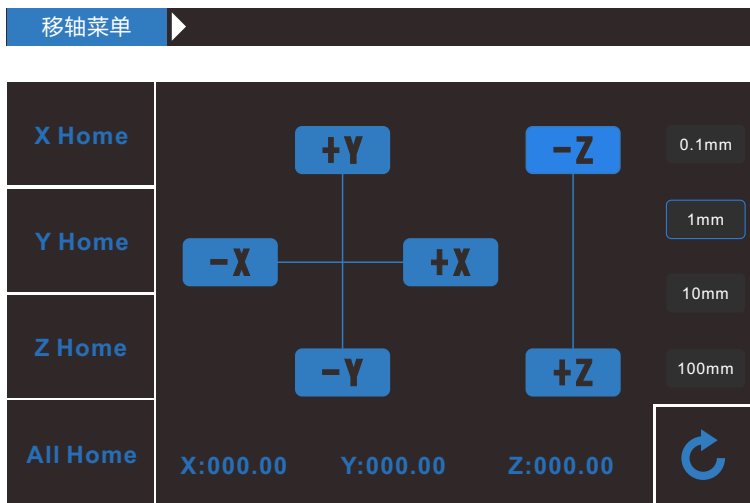 移轴菜单
X Home
Y Home
Z Home
All Home
+Y
-X
+X
-Y
-Z
+Z
0.1mm
1mm
10mm
100mm
X:000.00 Y:000.00 Z:000.00